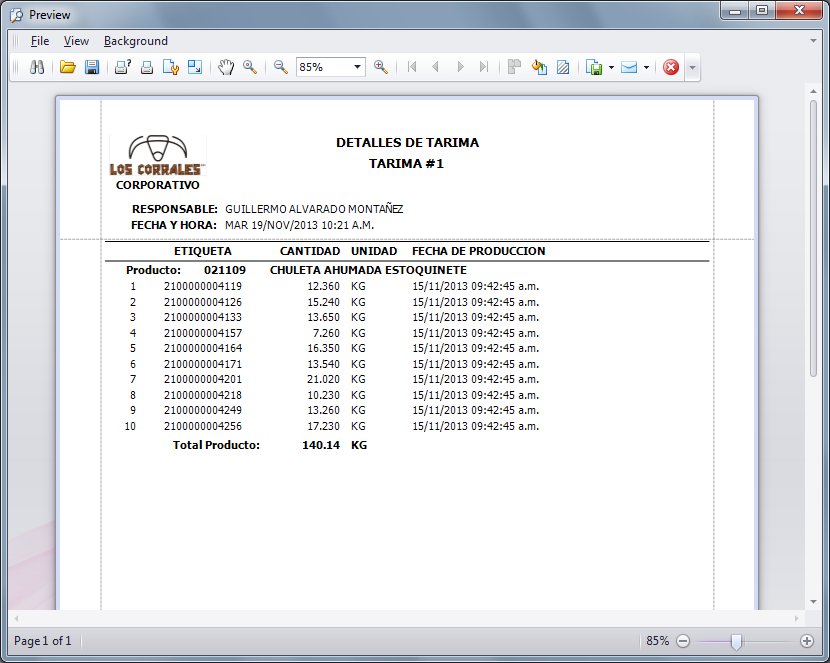 Preview
File View Background
85%
LOS CORRALES
CORPORATIVO
DETALLES DE TARIMA
TARIMA #1
RESPONSABLE: GUILLERMO ALVARADO MONTAÑEZ
FECHA Y HORA: MAR 19/NOV/2013 10:21 A.M.
ETIQUETA CANTIDAD UNIDAD FECHA DE PRODUCCION
Producto: 021109 CHULETA AHUMADA ESTOQUINETE
1 2100000004119 12.360 KG 15/11/2013 09:42:45 a.m.
2 2100000004126 15.240 KG 15/11/2013 09:42:45 a.m.
3 2100000004133 13.650 KG 15/11/2013 09:42:45 a.m.
4 2100000004157 7.260 KG 15/11/2013 09:42:45 a.m.
5 2100000004164 16.350 KG 15/11/2013 09:42:45 a.m.
6 2100000004171 13.540 KG 15/11/2013 09:42:45 a.m.
7 2100000004201 21.020 KG 15/11/2013 09:42:45 a.m.
8 2100000004218 10.230 KG 15/11/2013 09:42:45 a.m.
9 2100000004249 13.260 KG 15/11/2013 09:42:45 a.m.
10 2100000004256 17.230 KG 15/11/2013 09:42:45 a.m.
Total Producto: 140.14 KG
Page 1 of 1 85%